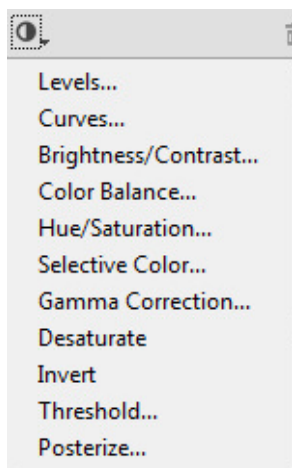 Levels...
Curves...
Brightness/Contrast...
Color Balance...
Hue/Saturation...
Selective Color...
Gamma Correction...
Desaturate
Invert
Threshold...
Posterize...